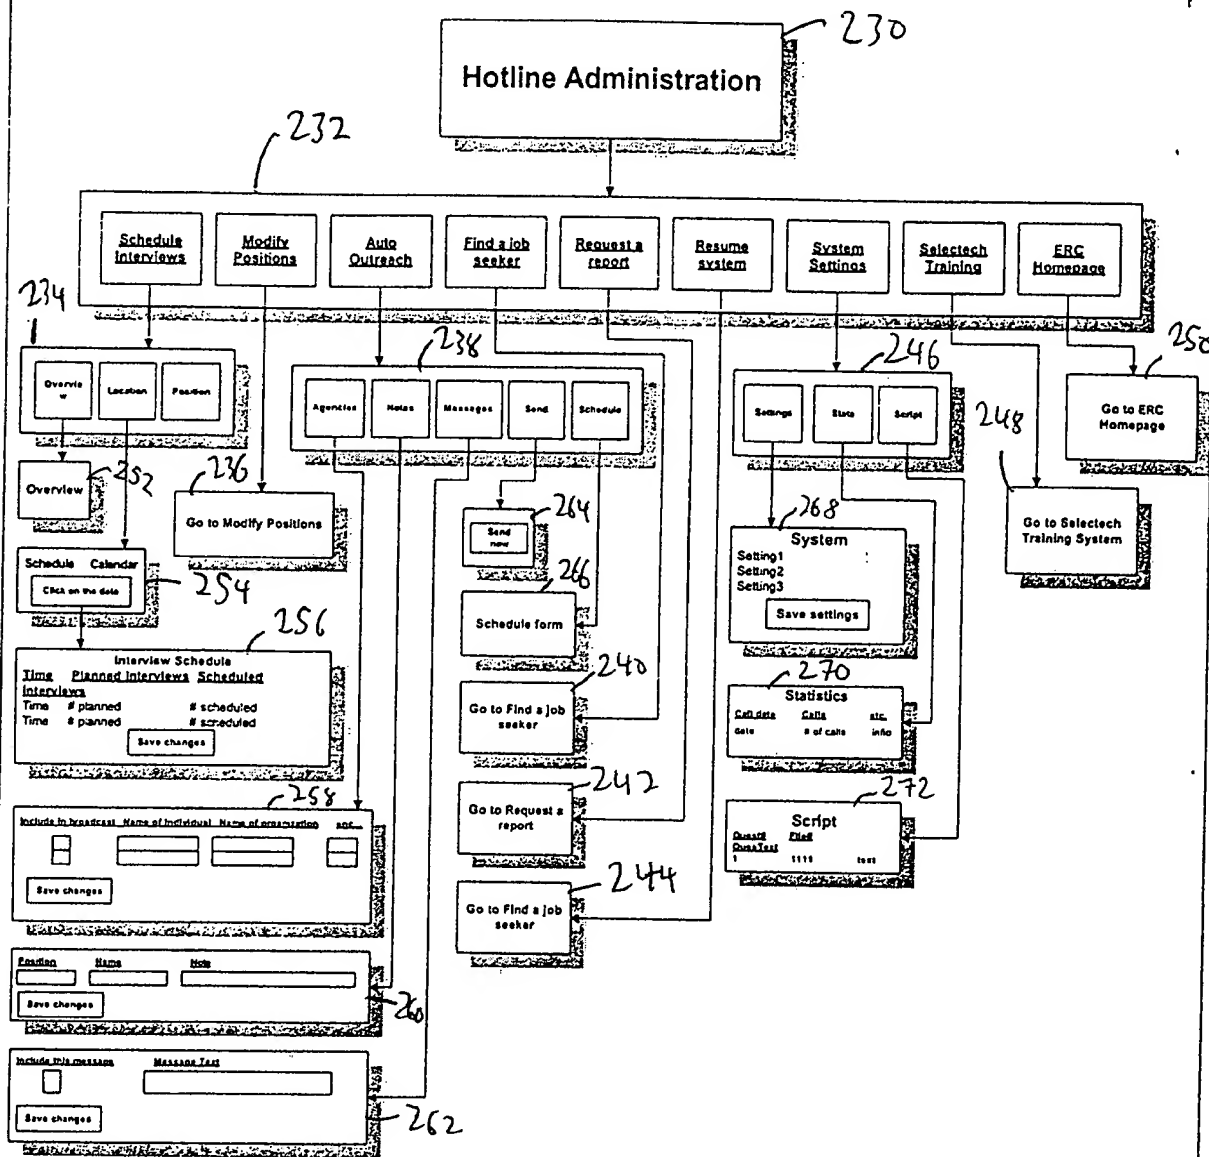 230
Hotline Administration
232
Schedule
Interviews
Modify
Positions
Auto
Outreach
Find a job
seeker
Request a
report
Resume
system
System
Settings
Selectech
Training
ERC
Homepage
234
238
246
250
Overvie
w
Location
Position
Agencies
Notes
Messages
Send
Schedule
Settings
Stats
Script
248
Go to ERC
Homepage
Overview
252
236
Go to Modify Positions
264
Send
now
268
System
Setting1
Setting2
Setting3
Save settings
Go to Selectech
Training System
Schedule Calendar
Click on the date
254
266
Schedule form
256
Interview Schedule
Time Planned Interviews Scheduled
Interviews
Time # planned # scheduled
Time # planned # scheduled
Save changes
240
Go to Find a job
seeker
270
Statistics
Call date Calls etc.
date # of calls info
258
Include in broadcast Name of individual Name of organization
Save changes
242
Go to Request a
report
272
Script
Quest# File#
QuesText
1 1111 text
244
Go to Find a job
seeker
Position Name Note
Save changes
260
Include this message Message Text
Save changes
262